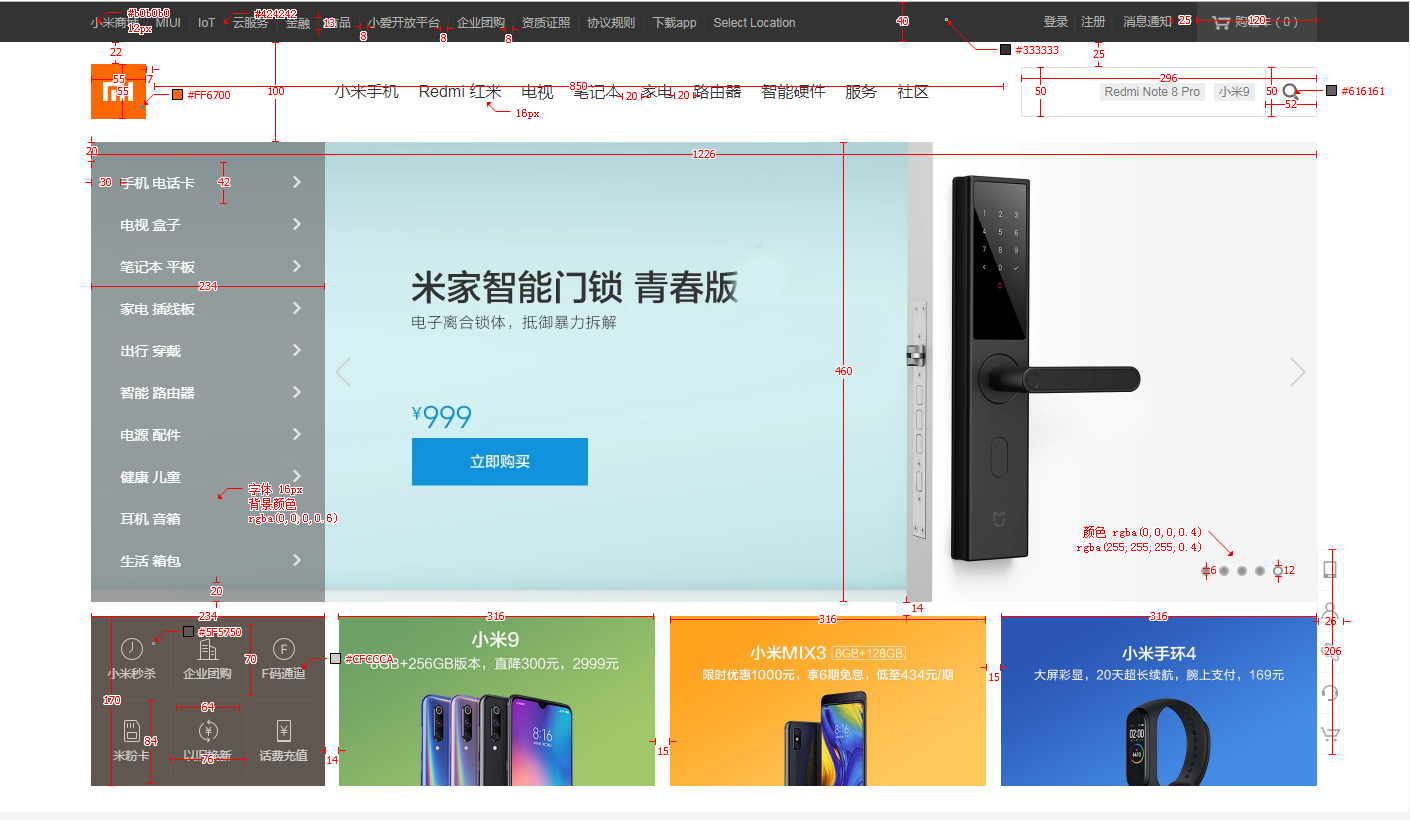 小米商城 MIUI IoT 云服务 金融 有品 小爱开放平台 企业团购 资质证照 协议规则 下载app Select Location 登录 注册 消息通知 购物车 ( 0 )
#b0b0b0
12px
#424242
13
8
8
8
40
#333333
25
120
22
25
55
55
7
#FF6700
100
小米手机 Redmi 红米 电视 笔记本 家电 路由器 智能硬件 服务 社区
850
20
20
16px
296
50
Redmi Note 8 Pro 小米9
50
52
#616161
20
1226
30
42
手机 电话卡
电视 盒子
笔记本 平板
234
家电 插线板
出行 穿戴
智能 路由器
电源 配件
健康 儿童
耳机 音箱
生活 箱包
字体 16px
背景颜色
rgba(0,0,0,0.6)
20
米家智能门锁 青春版
电子离合锁体，抵御暴力拆解
¥999
立即购买
460
1 2 3
4 5 6
7 8 9
0
颜色 rgba(0,0,0,0.4)
rgba(255,255,255,0.4)
6
12
14
234
#5F5750
小米秒杀 企业团购 F码通道
70
#CFCCCA
170
64
84
米粉卡 以旧换新 话费充值
76
14
316
小米9
8GB+256GB版本，直降300元，2999元
8:16
15
316
小米MIX3 8GB+128GB
限时优惠1000元，享6期免息，低至434元/期
8:16
15
316
小米手环4
大屏彩显，20天超长续航，腕上支付，169元
02:00
26
206